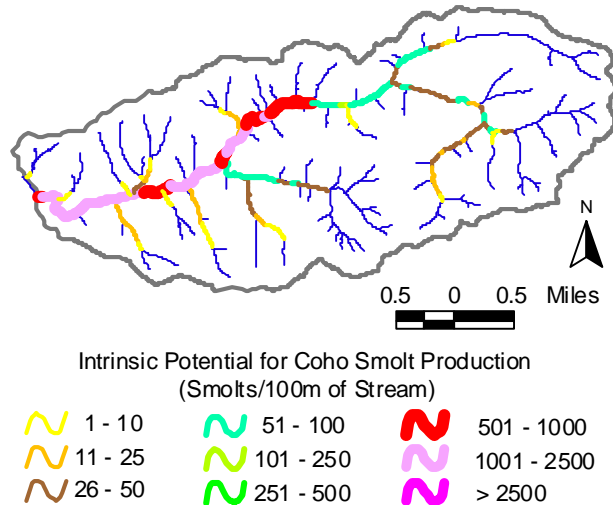 N
0.5 0 0.5 Miles
Intrinsic Potential for Coho Smolt Production
(Smolts/100m of Stream)
1 - 10 51 - 100 501 - 1000
11 - 25 101 - 250 1001 - 2500
26 - 50 251 - 500 > 2500